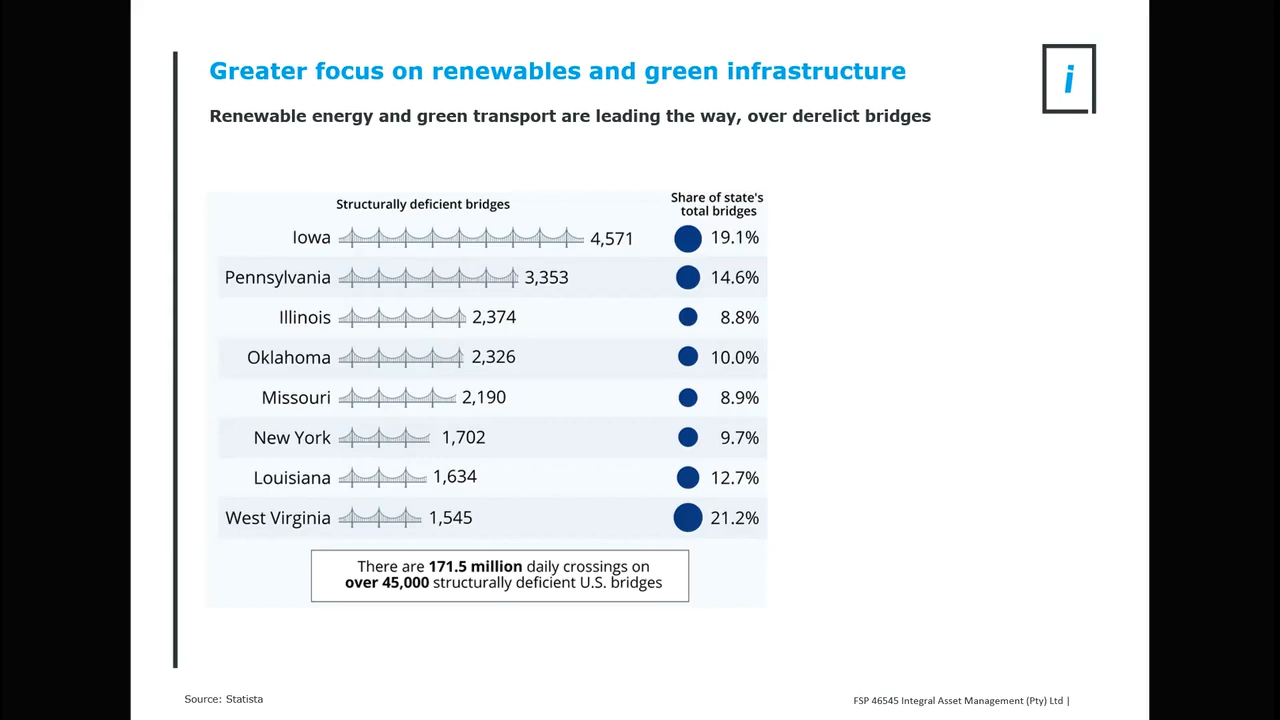 Greater focus on renewables and green infrastructure
i
Renewable energy and green transport are leading the way, over derelict bridges
Structurally deficient bridges
Share of state's
total bridges
Iowa 4,571 19.1%
Pennsylvania 3,353 14.6%
Illinois 2,374 8.8%
Oklahoma 2,326 10.0%
Missouri 2,190 8.9%
New York 1,702 9.7%
Louisiana 1,634 12.7%
West Virginia 1,545 21.2%
There are 171.5 million daily crossings on
over 45,000 structurally deficient U.S. bridges
Source: Statista
FSP 46545 Integral Asset Management (Pty) Ltd |